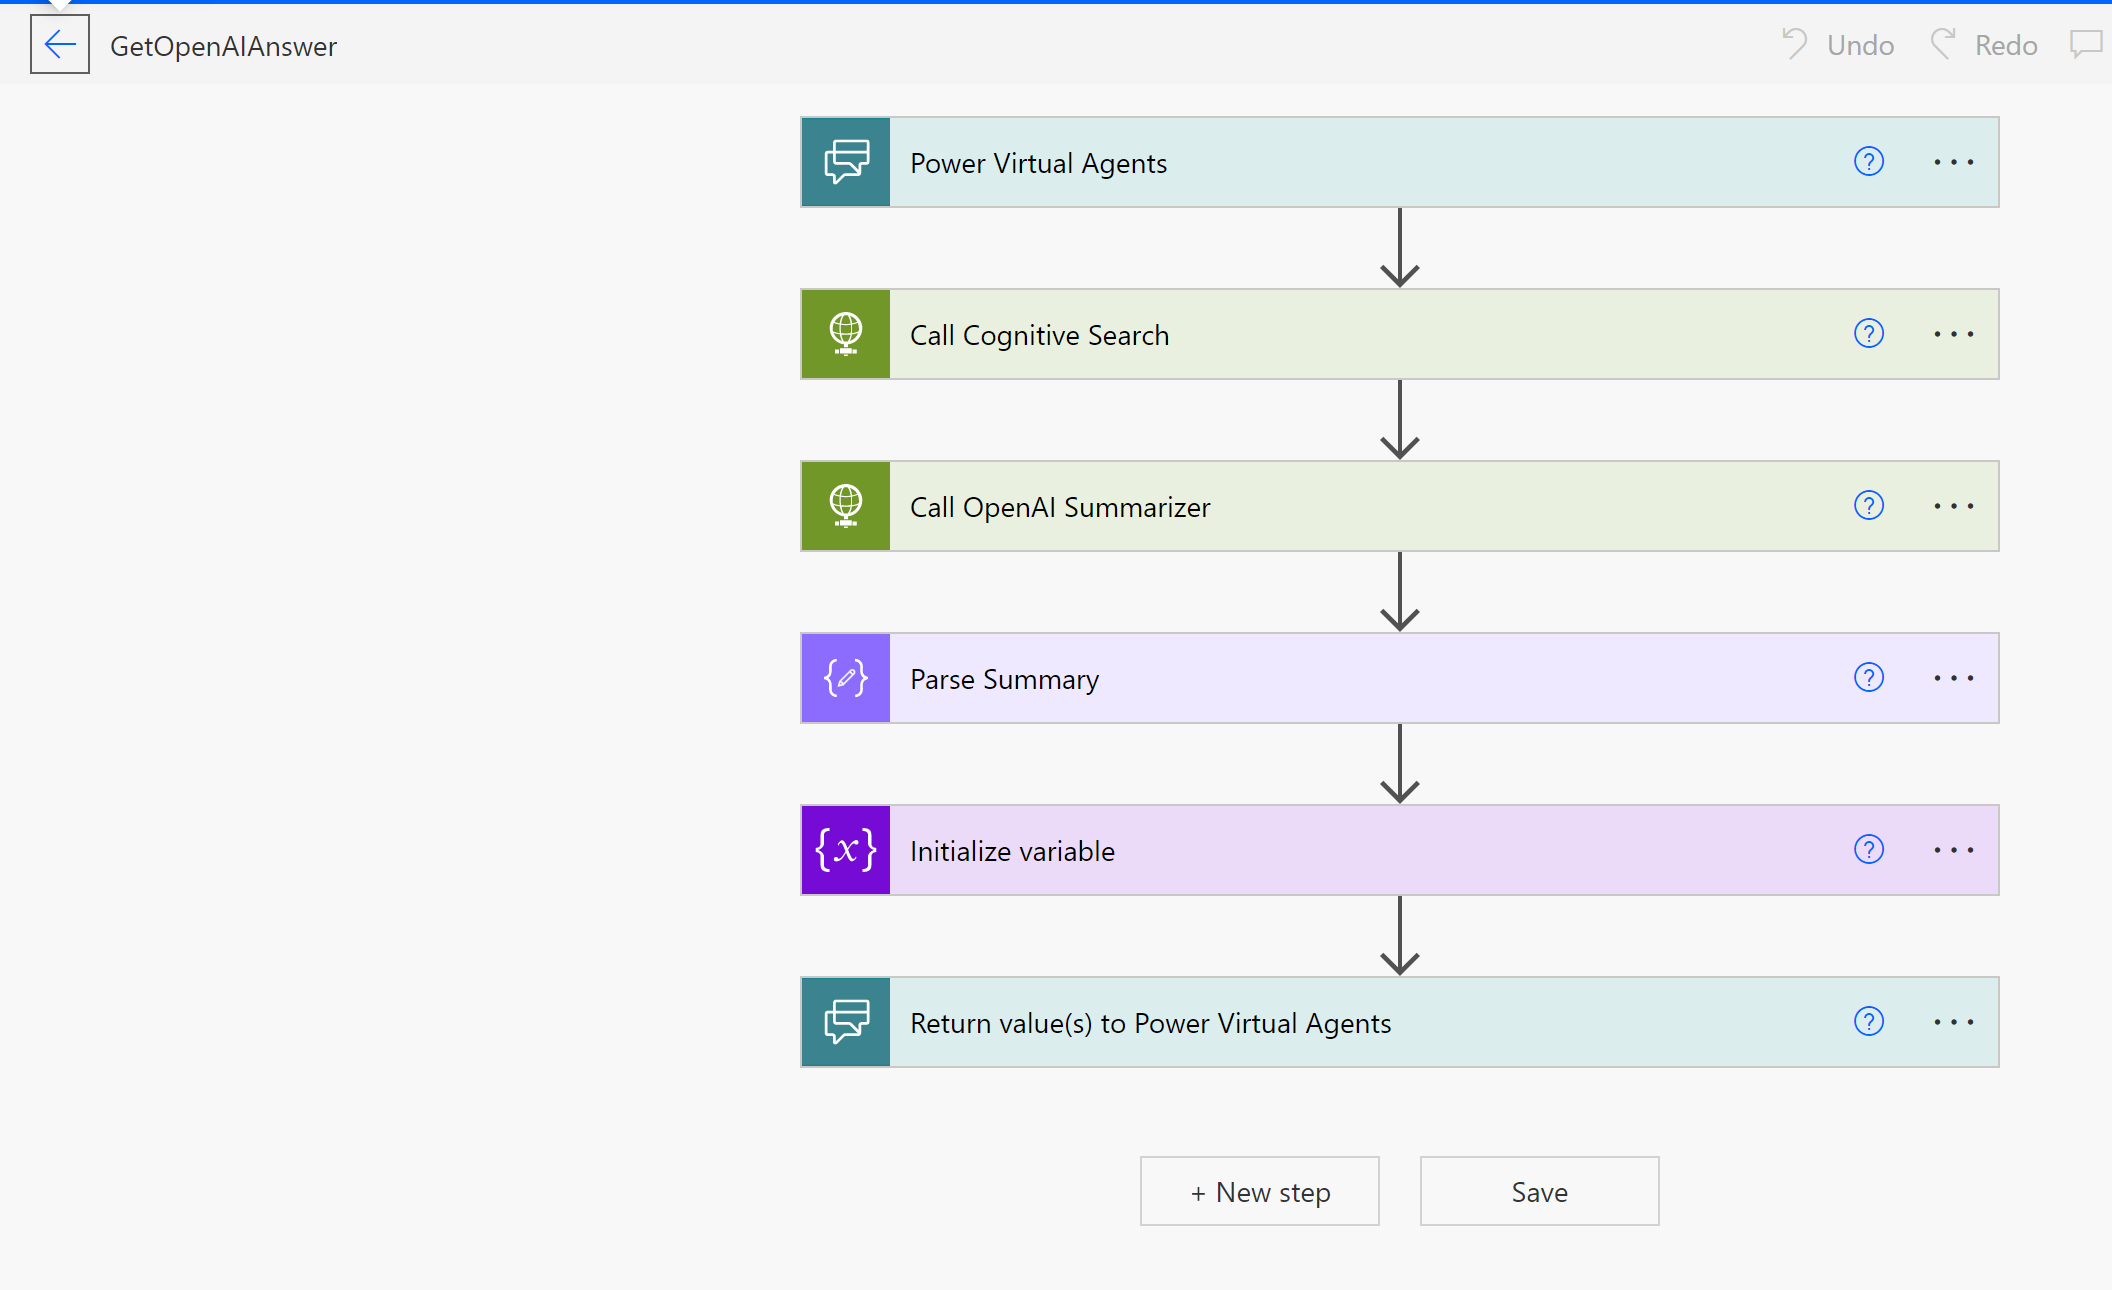 GetOpenAIAnswer
Undo
Redo
Power Virtual Agents
Call Cognitive Search
Call OpenAI Summarizer
Parse Summary
{x} Initialize variable
Return value(s) to Power Virtual Agents
+ New step
Save